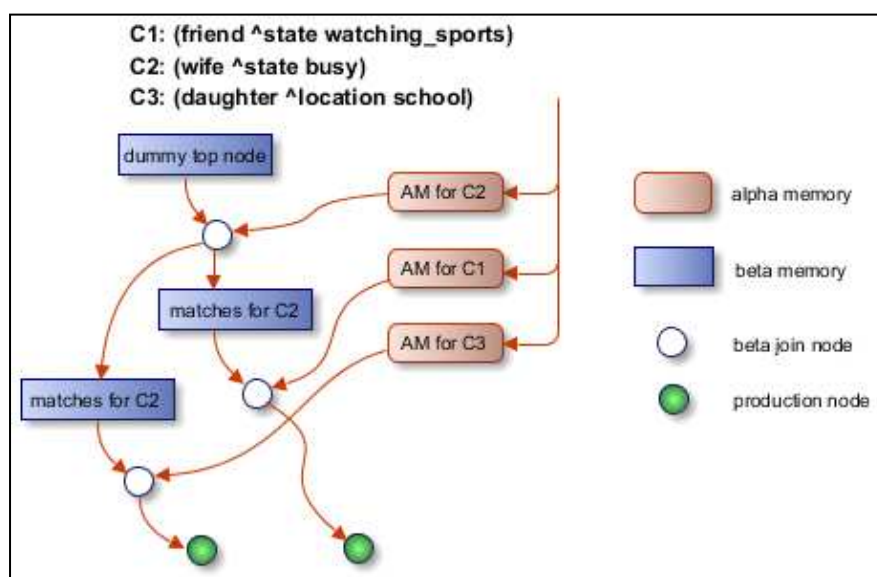 C1: (friend ^state watching_sports)
C2: (wife ^state busy)
C3: (daughter ^location school)
dummy top node
AM for C2
alpha memory
AM for C1
beta memory
matches for C2
AM for C3
beta join node
matches for C2
production node